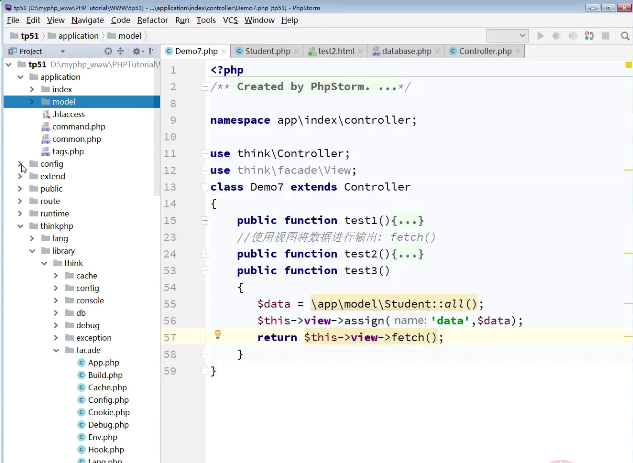 tp51 [D:\myphp_www\PHPTutorial\WWW\tp51] - ...\application\index\controller\Demo7.php [tp51] - PhpStorm
File Edit View Navigate Code Refactor Run Tools VCS Window Help
tp51 application model
Project
Demo7.php Student.php test2.html database.php Controller.php
tp51 D:\myphp_www\PHPTutorial\
application
index
model
.htaccess
command.php
common.php
tags.php
config
extend
public
route
runtime
thinkphp
lang
library
think
cache
config
console
db
debug
exception
facade
App.php
Build.php
Cache.php
Config.php
Cookie.php
Debug.php
Env.php
Hook.php
Lang.php
1 <?php
2 /** Created by PhpStorm. ...*/
8
9 namespace app\index\controller;
10
11 use think\Controller;
12 use think\facade\View;
13 class Demo7 extends Controller
14 {
15 public function test1(){...}
23 //使用视图将数据进行输出: fetch()
24 public function test2(){...}
53 public function test3()
54 {
55 $data = \app\model\Student::all();
56 $this->view->assign( name: 'data',$data);
57 return $this->view->fetch();
58 }
59 }